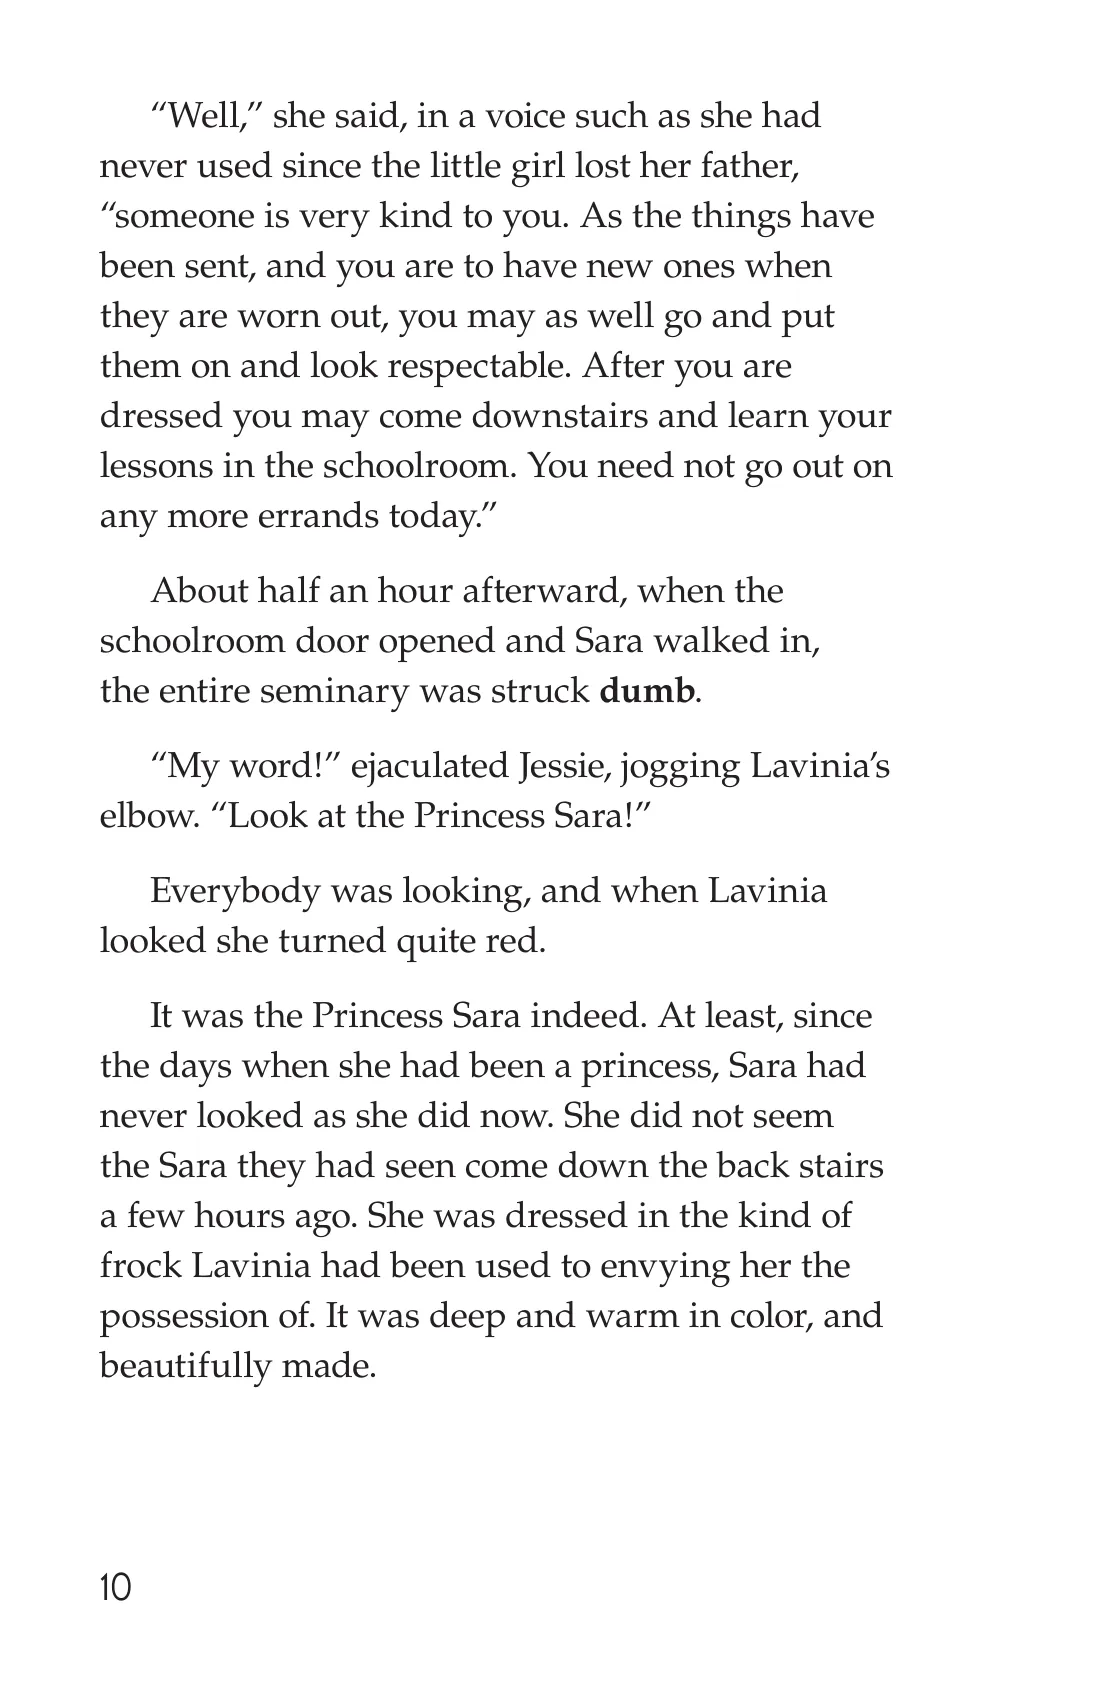 “Well,” she said, in a voice such as she had
never used since the little girl lost her father,
“someone is very kind to you. As the things have
been sent, and you are to have new ones when
they are worn out, you may as well go and put
them on and look respectable. After you are
dressed you may come downstairs and learn your
lessons in the schoolroom. You need not go out on
any more errands today.”
About half an hour afterward, when the
schoolroom door opened and Sara walked in,
the entire seminary was struck dumb.
“My word!” ejaculated Jessie, jogging Lavinia’s
elbow. “Look at the Princess Sara!”
Everybody was looking, and when Lavinia
looked she turned quite red.
It was the Princess Sara indeed. At least, since
the days when she had been a princess, Sara had
never looked as she did now. She did not seem
the Sara they had seen come down the back stairs
a few hours ago. She was dressed in the kind of
frock Lavinia had been used to envying her the
possession of. It was deep and warm in color, and
beautifully made.
10